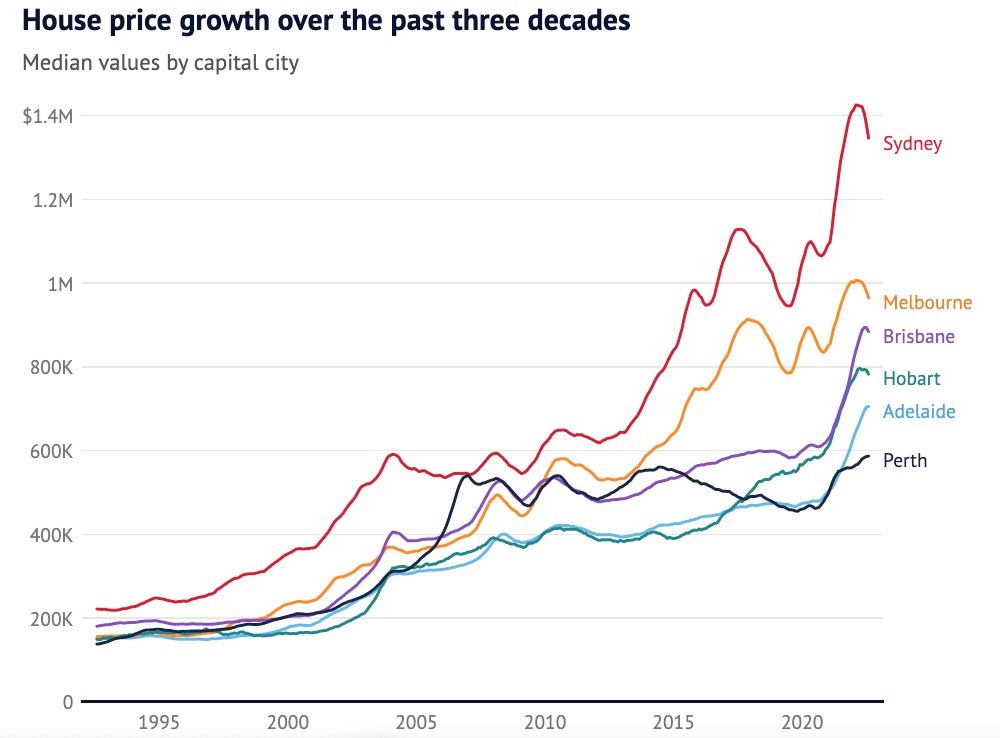 House price growth over the past three decades
Median values by capital city
$1.4M
Sydney
1.2M
1M
Melbourne
Brisbane
800K
Hobart
Adelaide
600K
Perth
400K
200K
0
1995 2000 2005 2010 2015 2020